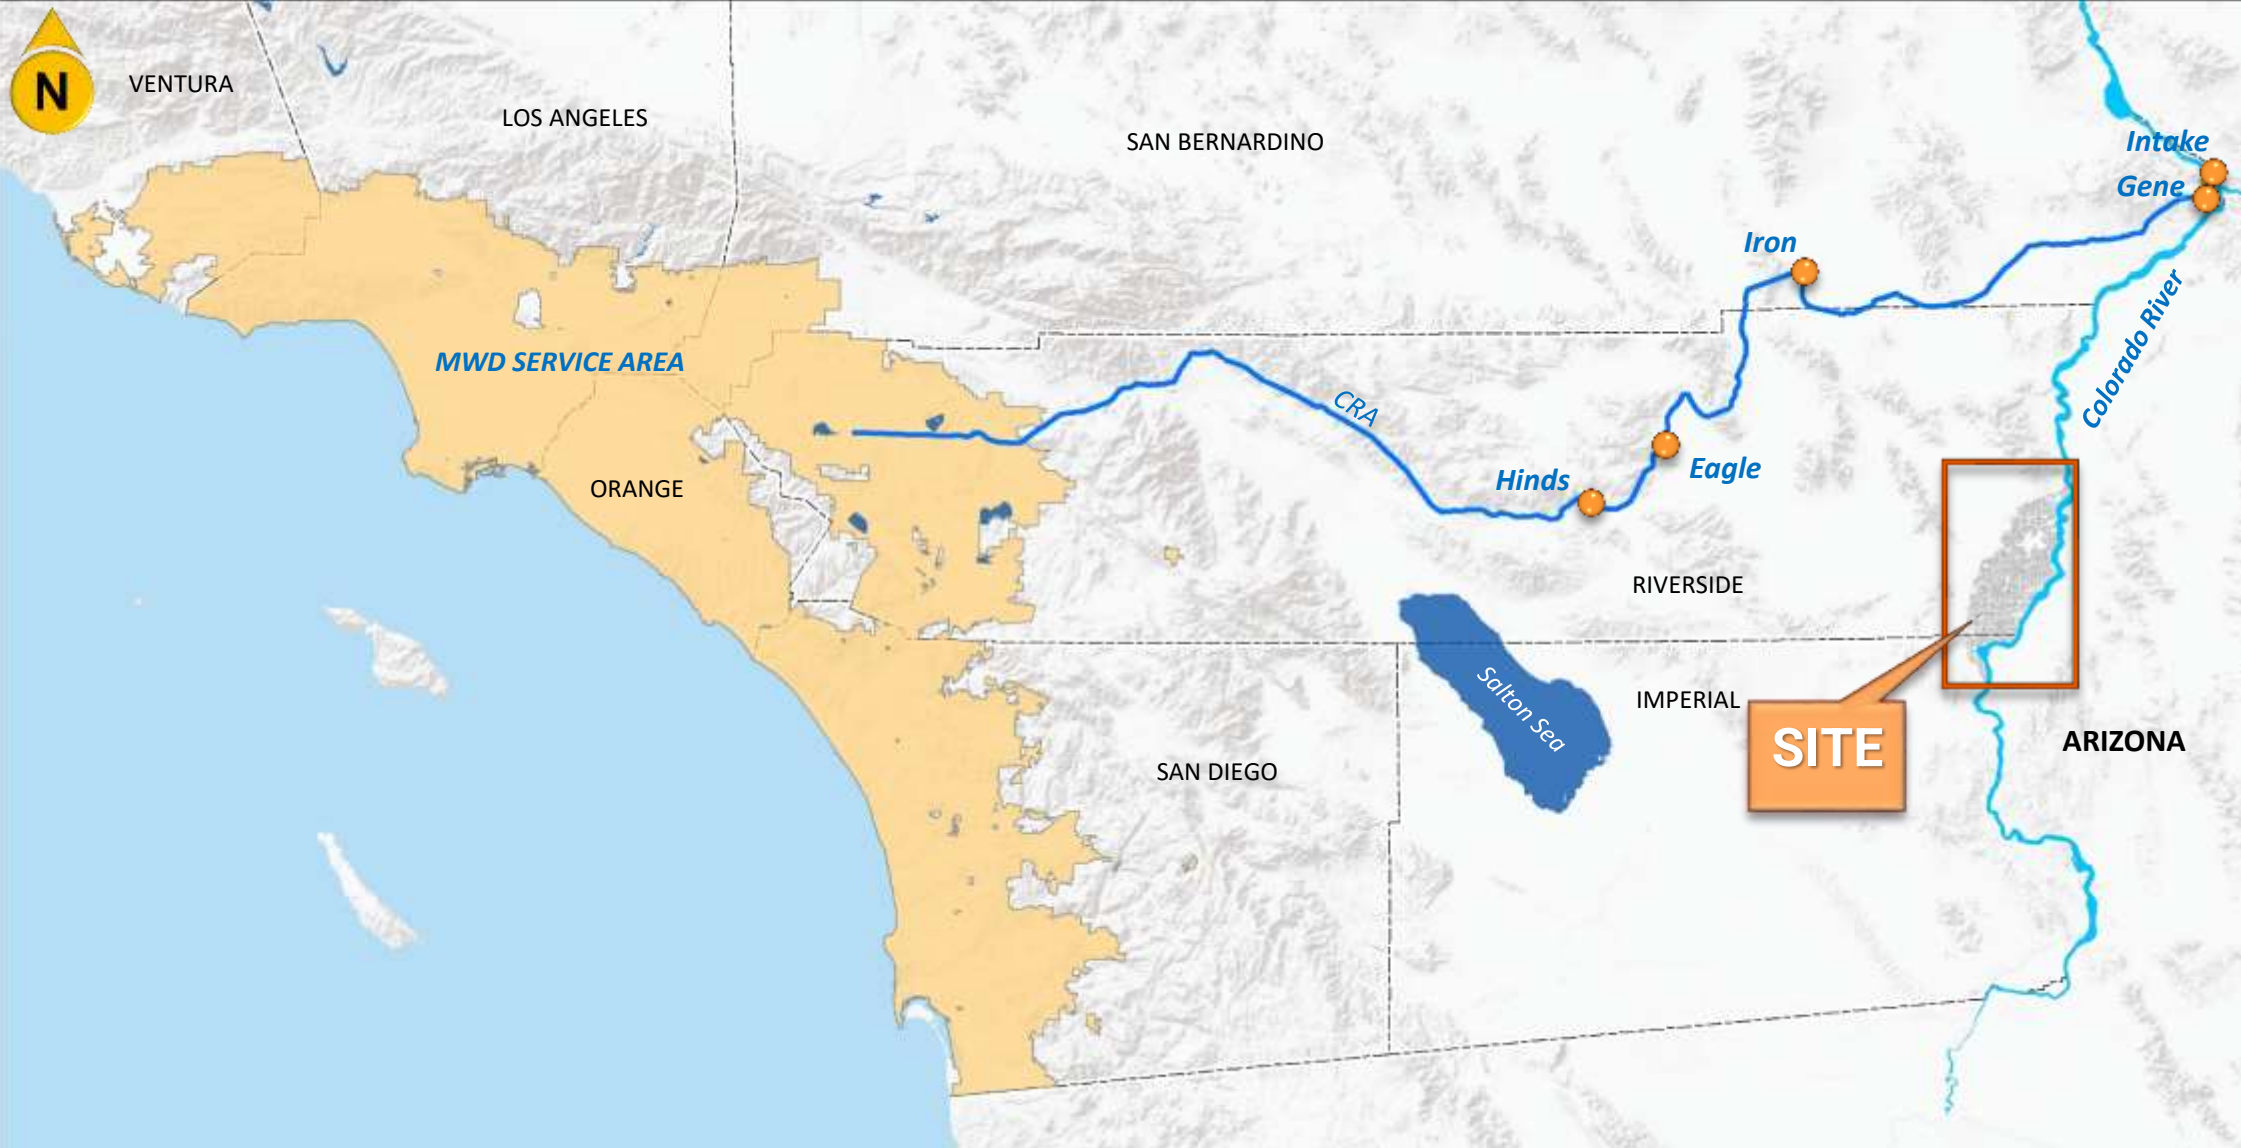 N
VENTURA
LOS ANGELES
SAN BERNARDINO
Intake
Gene
Iron
Colorado River
MWD SERVICE AREA
CRA
ORANGE
Hinds
Eagle
RIVERSIDE
Salton Sea
IMPERIAL
SITE
ARIZONA
SAN DIEGO